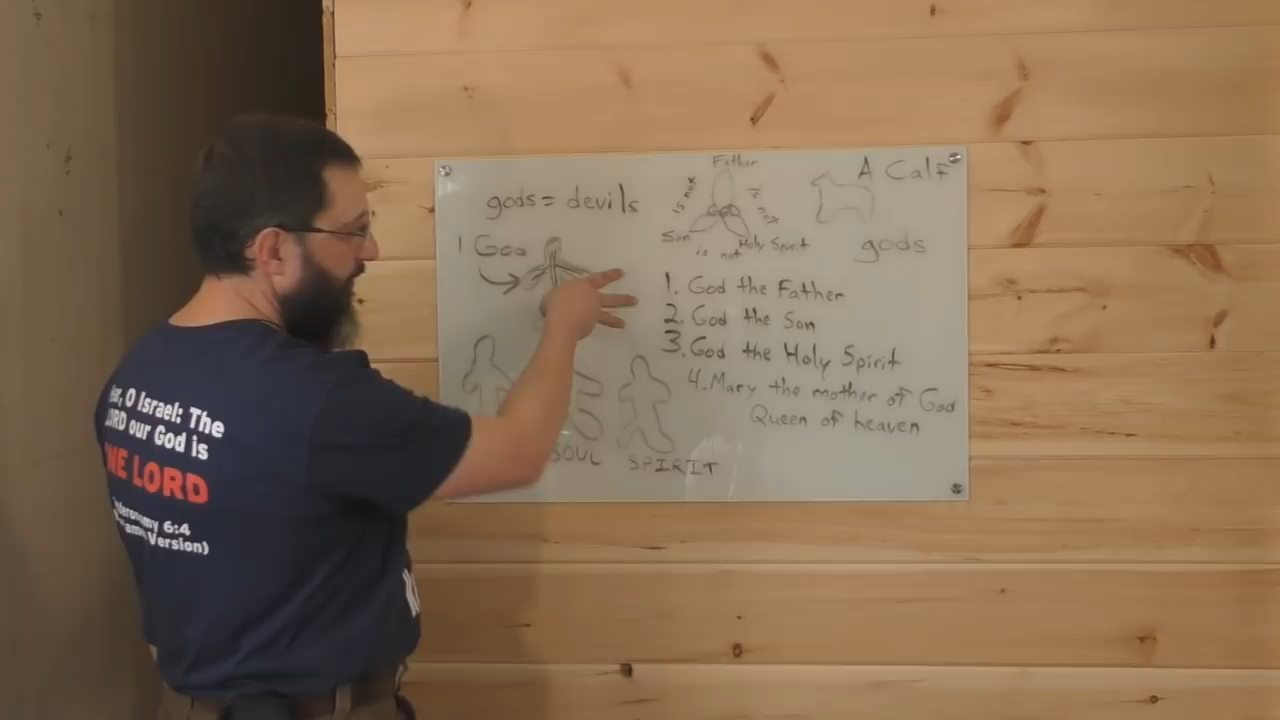 O Israel: The
LORD our God is
ONE LORD
6:4
Version)
gods = devils
1 God
SOUL
SPIRIT
Father
is not
is not
Son
is not
Holy Spirit
A Calf
gods
1. God the Father
2. God the Son
3. God the Holy Spirit
4. Mary the mother of God
Queen of heaven